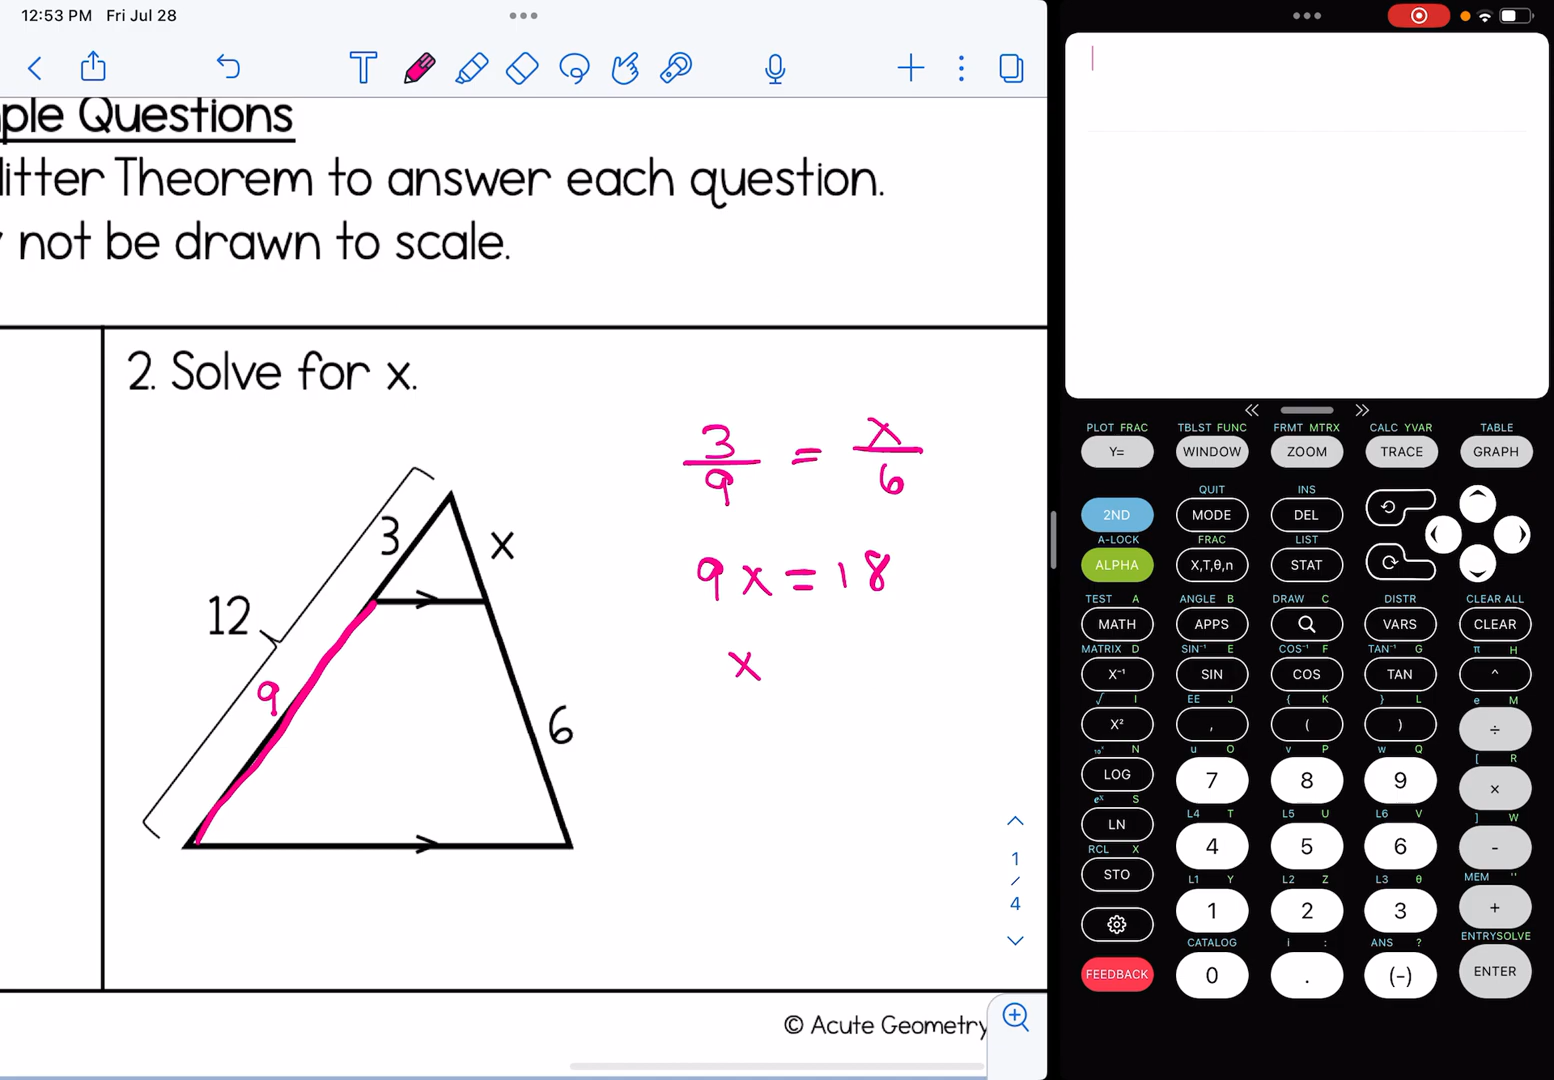 12:53 PM Fri Jul 28
T
ple Questions
litter Theorem to answer each question.
not be drawn to scale.
2. Solve for x.
3
x
12
9
6
3/9 = x/6
9x = 18
x
1
/
4
© Acute Geometry
PLOT FRAC TBLST FUNC FRMT MTRX CALC YVAR TABLE
Y= WINDOW ZOOM TRACE GRAPH
QUIT INS
2ND MODE DEL
A-LOCK FRAC LIST
ALPHA X,T,θ,n STAT
TEST A ANGLE B DRAW C DISTR CLEAR ALL
MATH APPS VARS CLEAR
MATRIX D SIN⁻¹ E COS⁻¹ F TAN⁻¹ G π H
X⁻¹ SIN COS TAN ^
√ I EE J { K } L e M
X² , ( ) ÷
10ˣ N u O v P w Q [ R
LOG 7 8 9 ×
eˣ S L4 T L5 U L6 V ] W
LN 4 5 6 -
RCL X L1 Y L2 Z L3 θ MEM "
STO 1 2 3 +
CATALOG i : ANS ? ENTRYSOLVE
FEEDBACK 0 . (-) ENTER